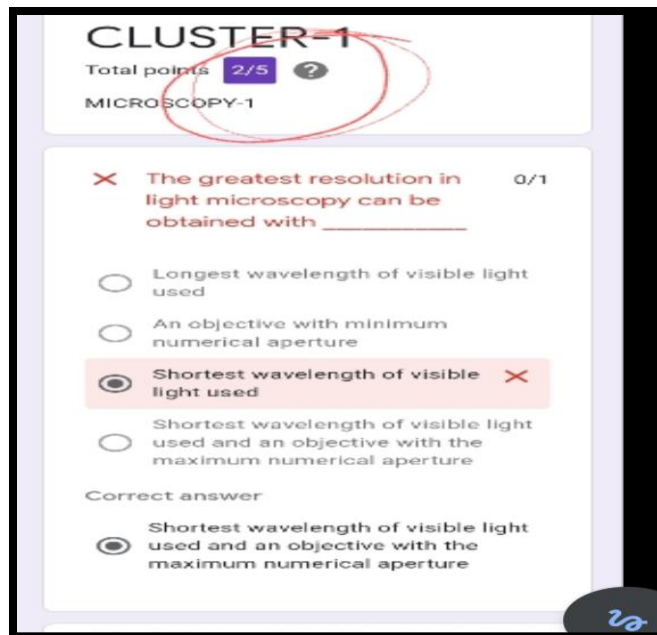 CLUSTER-1
Total points 2/5 ?
MICROSCOPY-1
The greatest resolution in 0/1
light microscopy can be
obtained with ___________
Longest wavelength of visible light
used
An objective with minimum
numerical aperture
Shortest wavelength of visible
light used
Shortest wavelength of visible light
used and an objective with the
maximum numerical aperture
Correct answer
Shortest wavelength of visible light
used and an objective with the
maximum numerical aperture